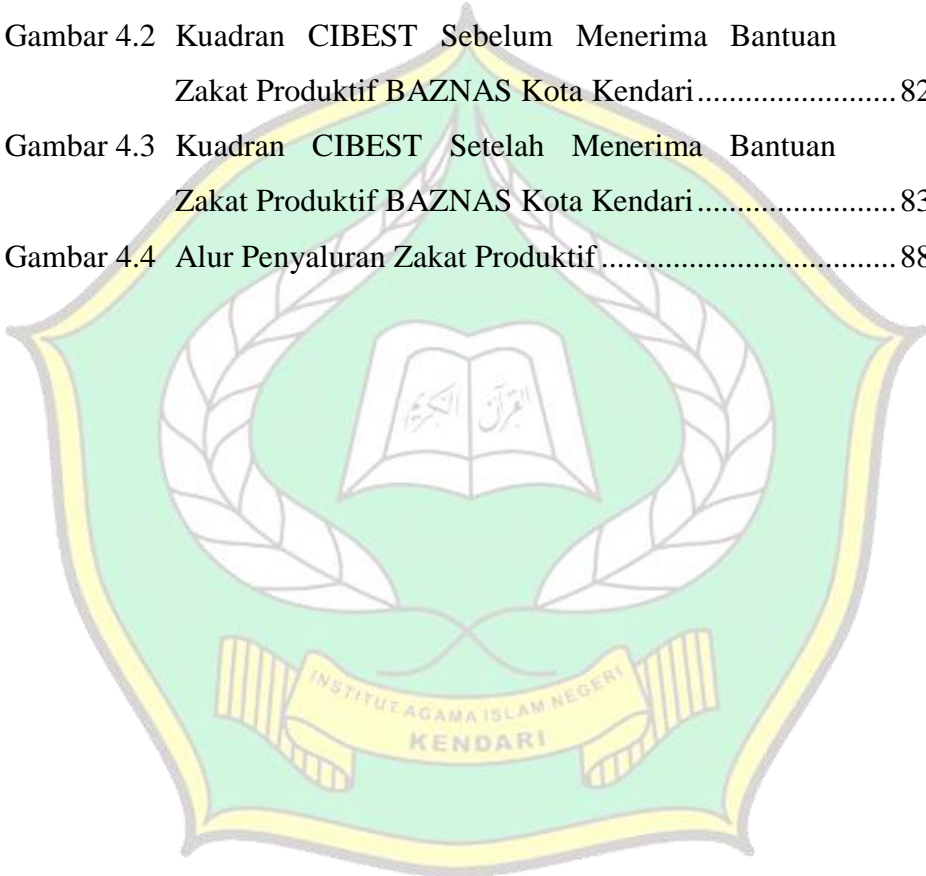 Gambar 4.2 Kuadran CIBEST Sebelum Menerima Bantuan
Zakat Produktif BAZNAS Kota Kendari.........................82
Gambar 4.3 Kuadran CIBEST Setelah Menerima Bantuan
Zakat Produktif BAZNAS Kota Kendari.........................83
Gambar 4.4 Alur Penyaluran Zakat Produktif.....................................88
القرآن الكريم
INSTITUT AGAMA ISLAM NEGERI
KENDARI